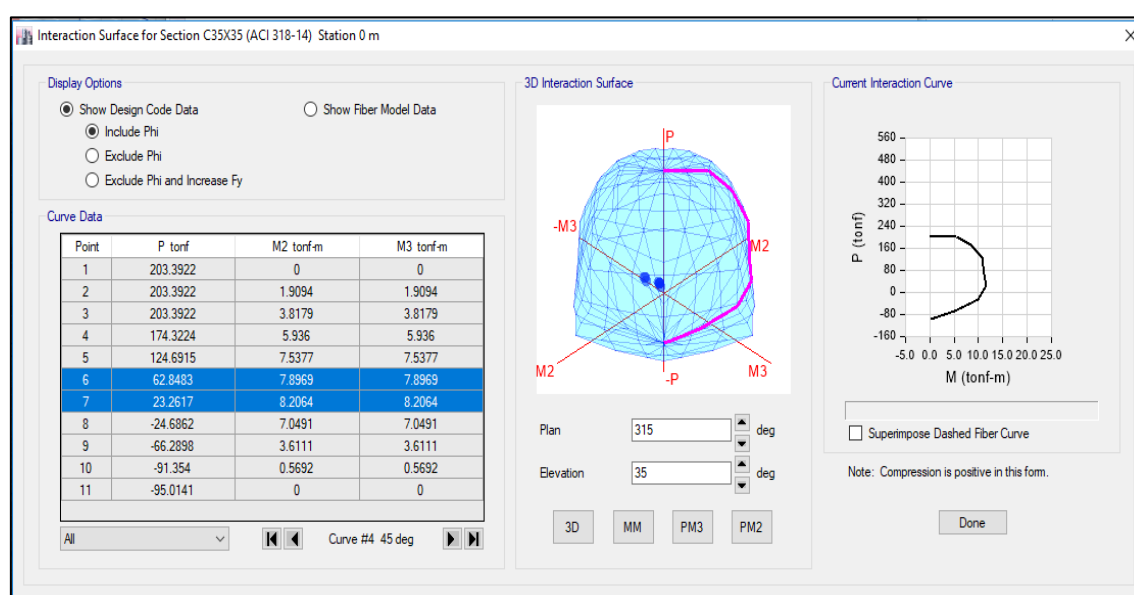 Interaction Surface for Section C35X35 (ACI 318-14) Station 0 m
Display Options
Show Design Code Data Show Fiber Model Data
Include Phi
Exclude Phi
Exclude Phi and Increase Fy
Curve Data
Point P tonf M2 tonf-m M3 tonf-m
1 203.3922 0 0
2 203.3922 1.9094 1.9094
3 203.3922 3.8179 3.8179
4 174.3224 5.936 5.936
5 124.6915 7.5377 7.5377
6 62.8483 7.8969 7.8969
7 23.2617 8.2064 8.2064
8 -24.6862 7.0491 7.0491
9 -66.2898 3.6111 3.6111
10 -91.354 0.5692 0.5692
11 -95.0141 0 0
All
Curve #4 45 deg
3D Interaction Surface
P
-M3
M2
M2
-P
M3
Plan 315 deg
Elevation 35 deg
3D MM PM3 PM2
Current Interaction Curve
560
480
400
320
240
160
80
0
-80
-160
P (tonf)
-5.0 0.0 5.0 10.0 15.0 20.0 25.0
M (tonf-m)
Superimpose Dashed Fiber Curve
Note: Compression is positive in this form.
Done